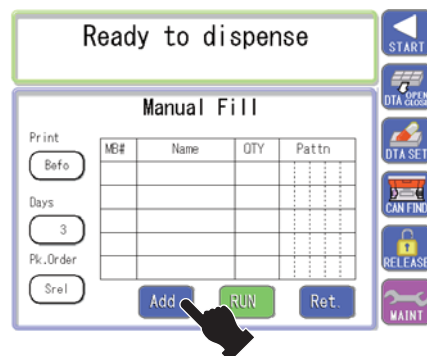 Ready to dispense
START
DTA OPEN CLOSE
DTA SET
CAN FIND
RELEASE
MAINT
Manual Fill
Print
Befo
Days
3
Pk.Order
Srel
MB# Name QTY Pattn
Add RUN Ret.